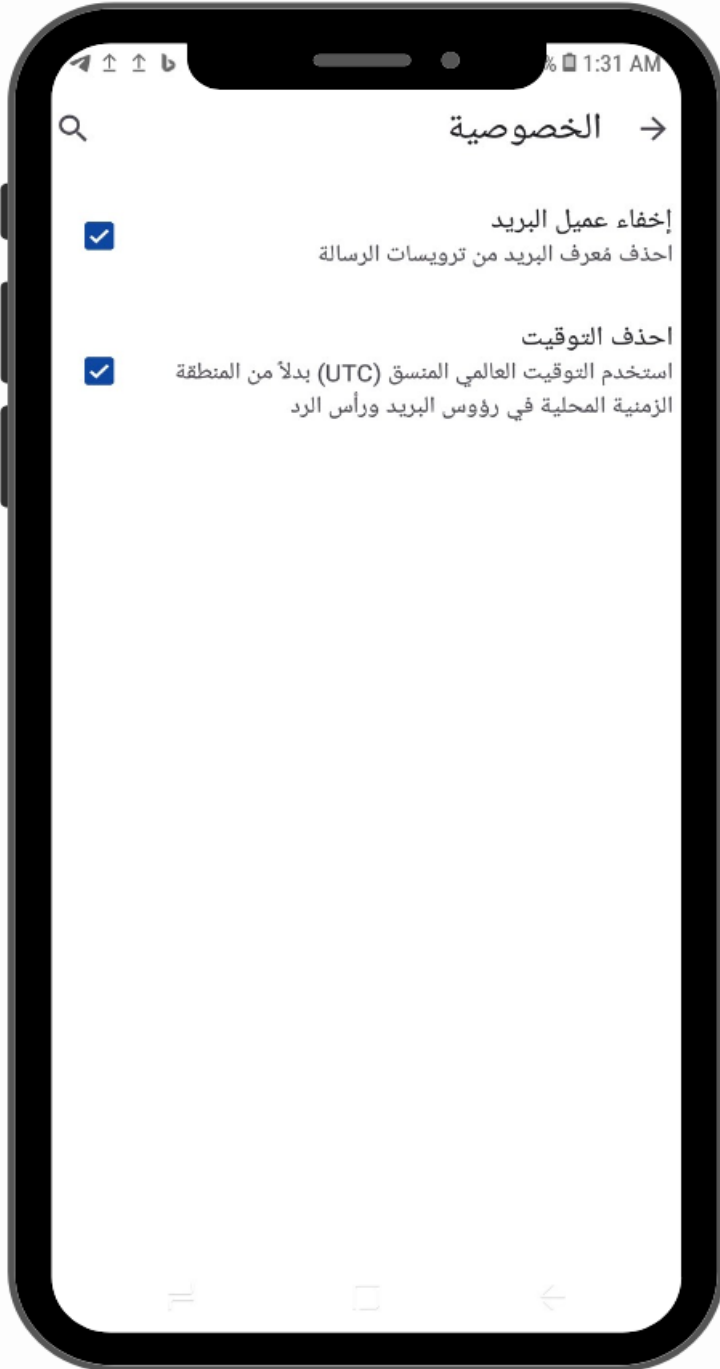 % 1:31 AM
الخصوصية
إخفاء عميل البريد
احذف مُعرف البريد من ترويسات الرسالة
احذف التوقيت
استخدم التوقيت العالمي المنسق (UTC) بدلاً من المنطقة
الزمنية المحلية في رؤوس البريد ورأس الرد